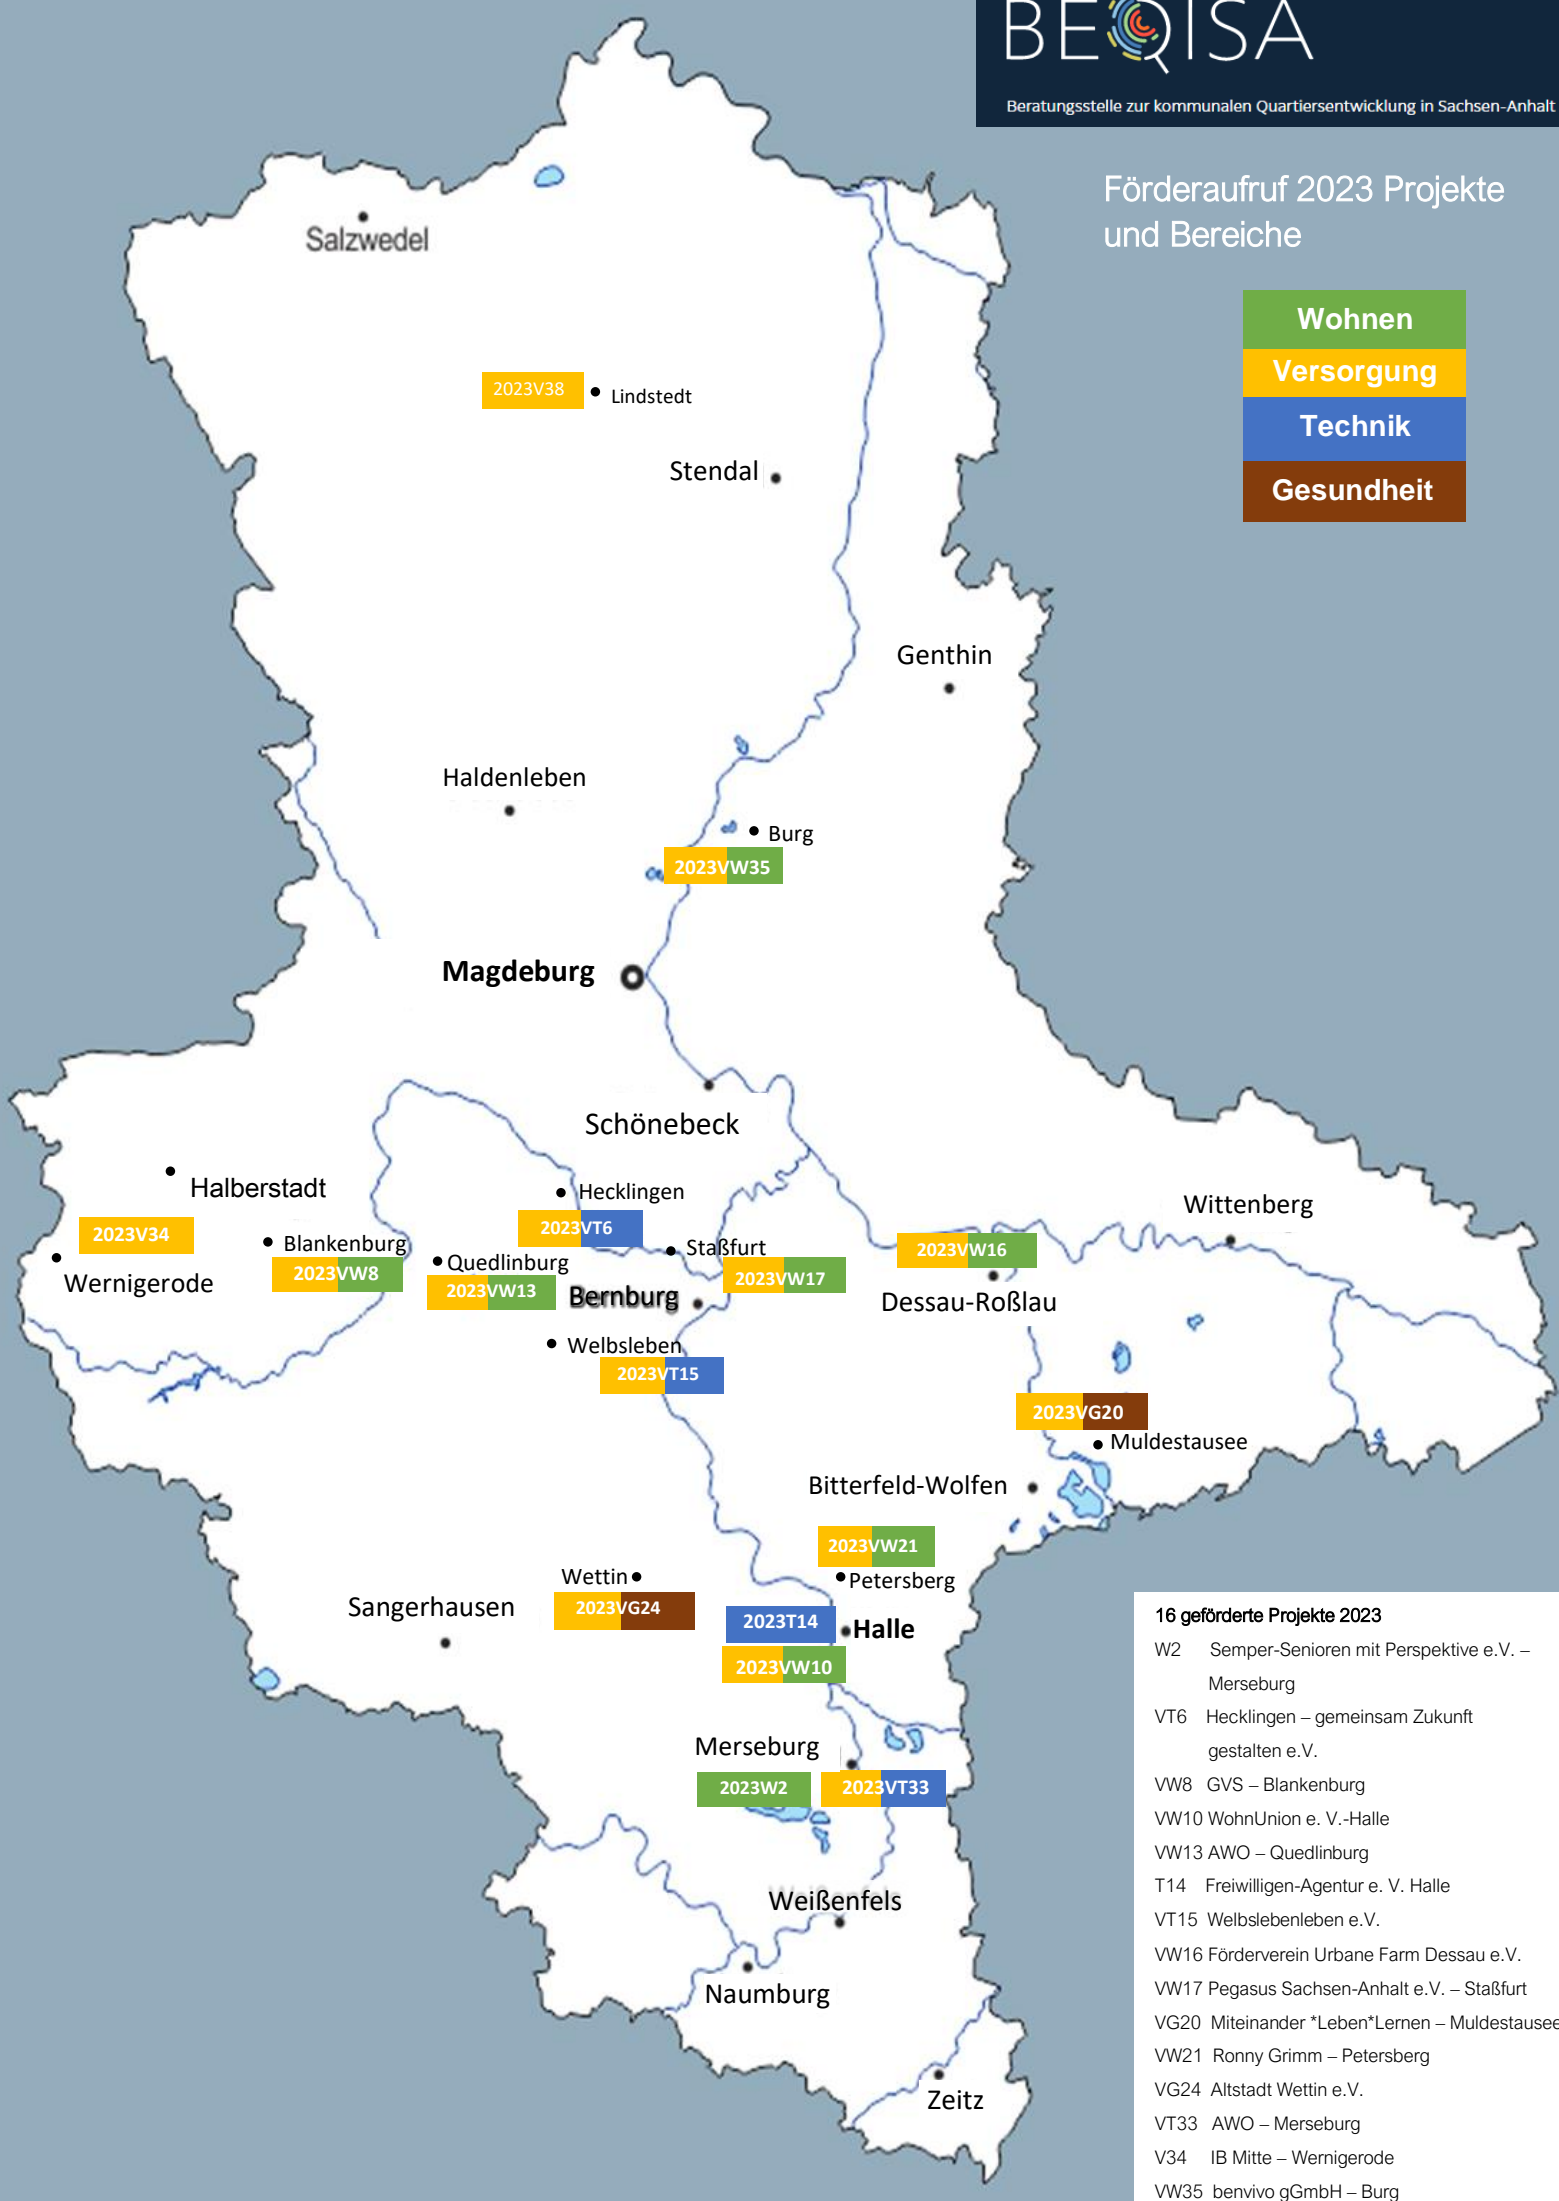 BEQISA
Beratungsstelle zur kommunalen Quartiersentwicklung in Sachsen-Anhalt
Förderaufruf 2023 Projekte
und Bereiche
Wohnen
Versorgung
Technik
Gesundheit
Salzwedel
2023V38
Lindstedt
Stendal
Genthin
Haldenleben
Burg
2023VW35
Magdeburg
Schönebeck
Halberstadt
Hecklingen
Wittenberg
2023V34
2023VT6
Blankenburg
Staßfurt
2023VW16
Wernigerode
2023VW8
Quedlinburg
2023VW13
Bernburg
2023VW17
Dessau-Roßlau
Welbsleben
2023VT15
2023VG20
Muldestausee
Bitterfeld-Wolfen
2023VW21
Wettin
Petersberg
Sangerhausen
2023VG24
2023T14
Halle
2023VW10
Merseburg
2023W2
2023VT33
Weißenfels
Naumburg
Zeitz
16 geförderte Projekte 2023
W2 Semper-Senioren mit Perspektive e.V. –
Merseburg
VT6 Hecklingen – gemeinsam Zukunft
gestalten e.V.
VW8 GVS – Blankenburg
VW10 WohnUnion e. V.-Halle
VW13 AWO – Quedlinburg
T14 Freiwilligen-Agentur e. V. Halle
VT15 Welbslebenleben e.V.
VW16 Förderverein Urbane Farm Dessau e.V.
VW17 Pegasus Sachsen-Anhalt e.V. – Staßfurt
VG20 Miteinander *Leben*Lernen – Muldestausee
VW21 Ronny Grimm – Petersberg
VG24 Altstadt Wettin e.V.
VT33 AWO – Merseburg
V34 IB Mitte – Wernigerode
VW35 benvivo gGmbH – Burg